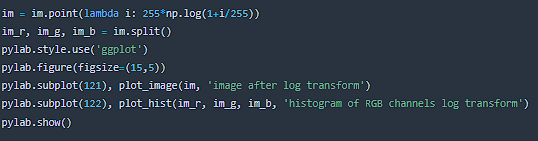 im = im.point(lambda i: 255*np.log(1+i/255))
im_r, im_g, im_b = im.split()
pylab.style.use('ggplot')
pylab.figure(figsize=(15,5))
pylab.subplot(121), plot_image(im, 'image after log transform')
pylab.subplot(122), plot_hist(im_r, im_g, im_b, 'histogram of RGB channels log transform')
pylab.show()